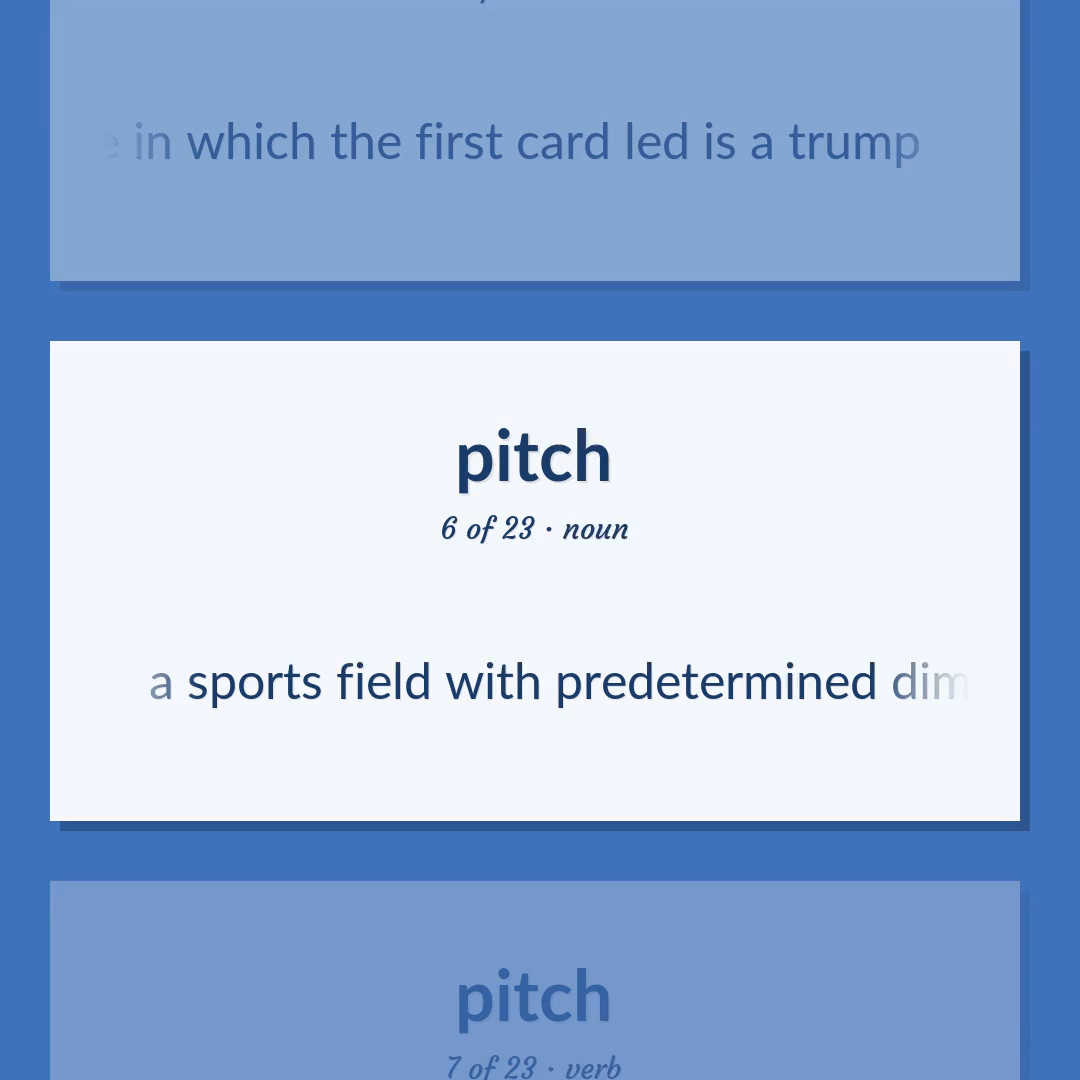 in which the first card led is a trump
pitch
6 of 23 · noun
a sports field with predetermined dim
pitch
7 of 23 · verb